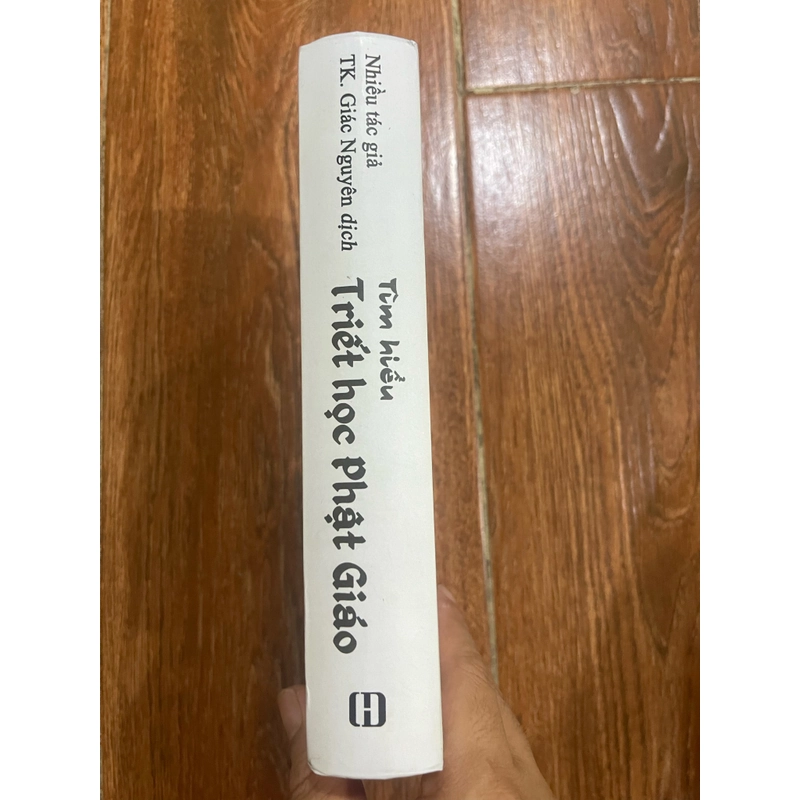 Nhiều tác giả
TK. Giác Nguyên dịch
Tìm hiểu
Triết học Phật Giáo